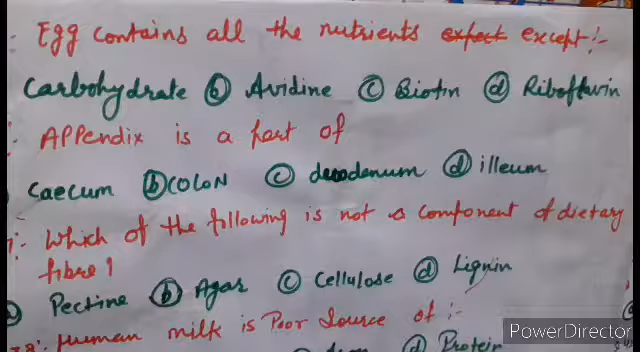 Egg contains all the nutrients expect except:-
Carbohydrate (b) Avidine (c) Biotin (d) Riboflavin
:- Appendix is a part of
Caecum (b) COLON (c) deodenum (d) illeum
:- Which of the following is not a component of dietary
fibre?
Pectine (b) Agar (c) Cellulose (d) Lignin
Human milk is Poor Source of :-
(d) Protein
PowerDirector